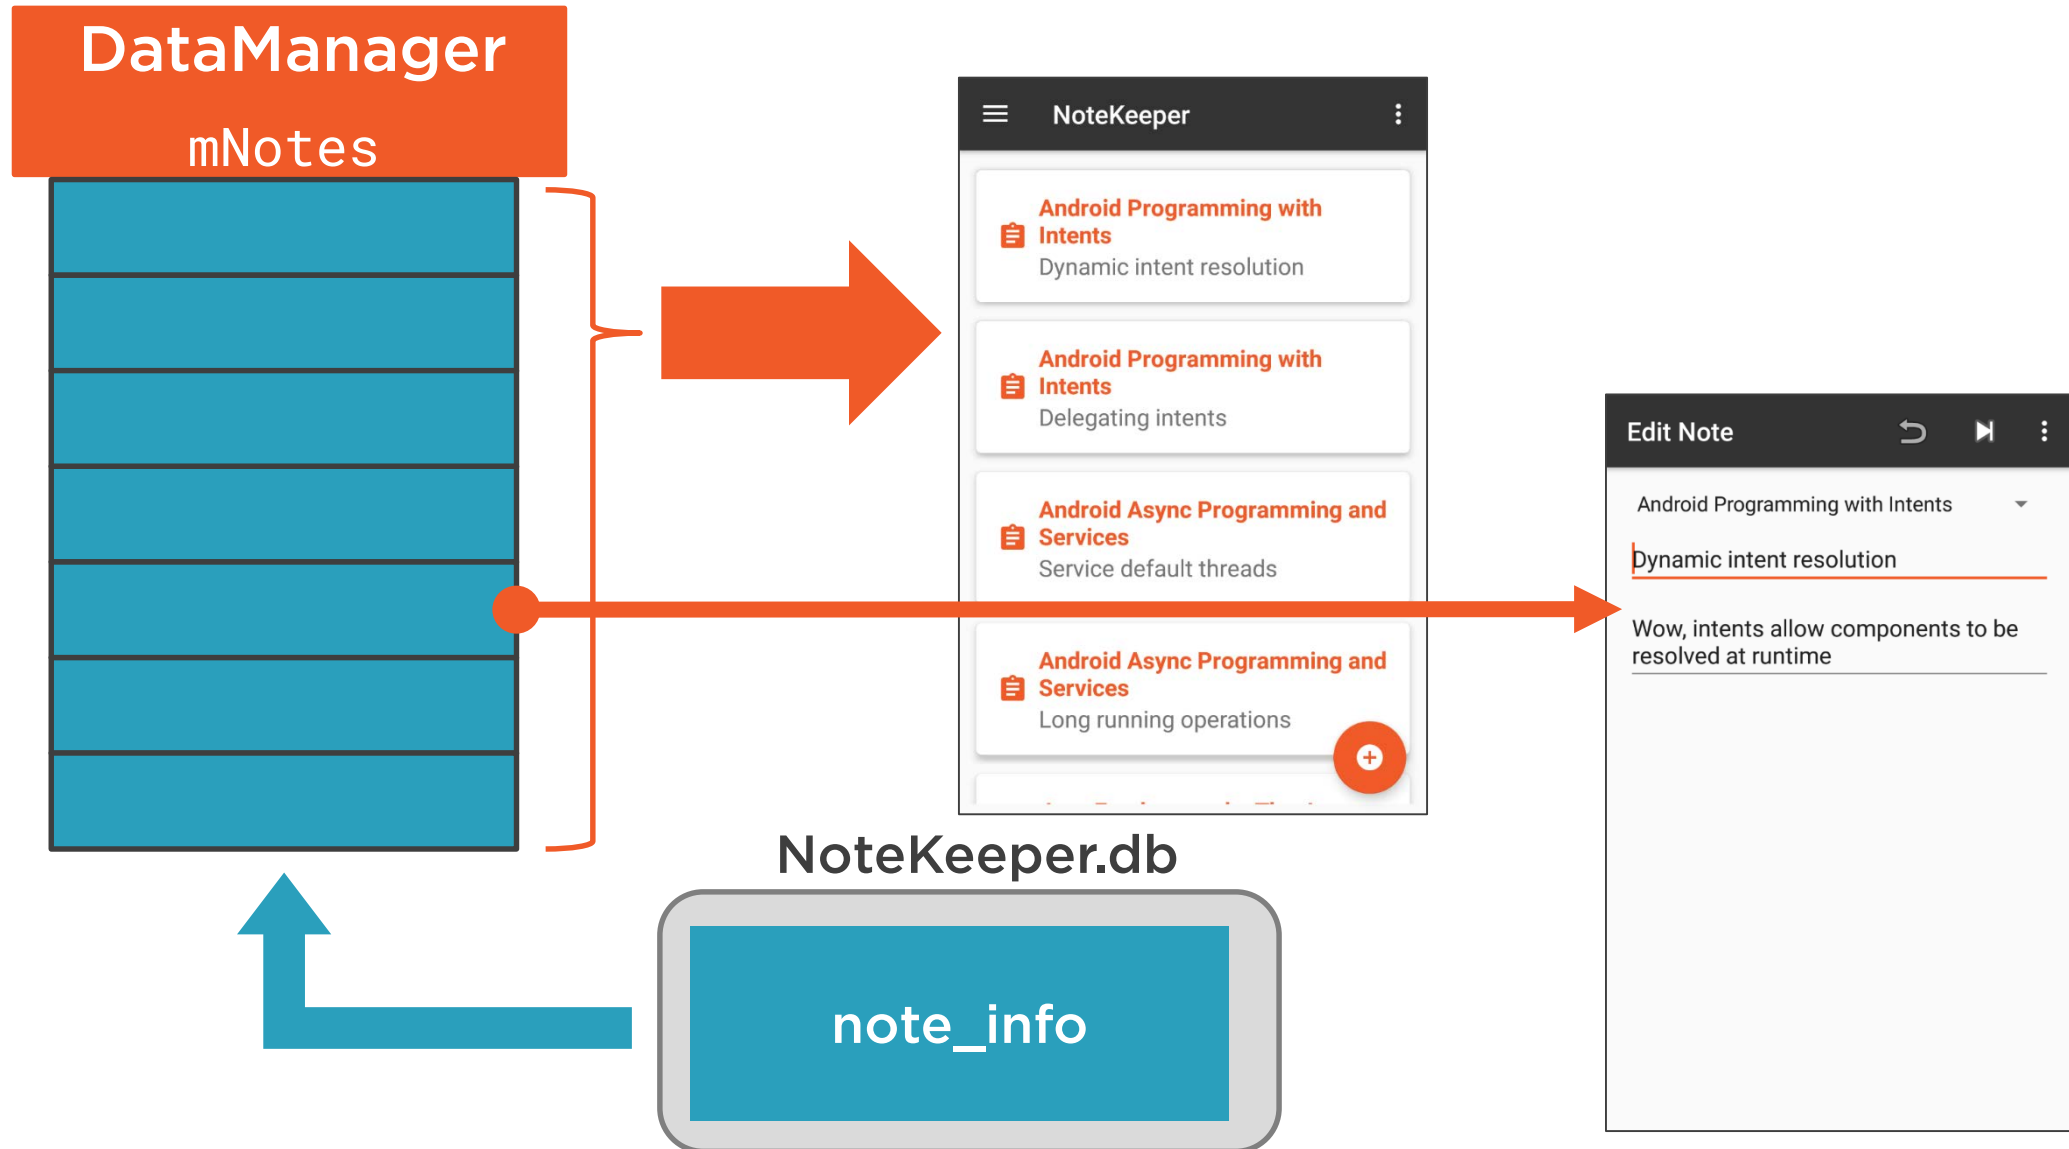 DataManager
mNotes
NoteKeeper
Android Programming with
Intents
Dynamic intent resolution
Android Programming with
Intents
Delegating intents
Android Async Programming and
Services
Service default threads
Android Async Programming and
Services
Long running operations
Edit Note
Android Programming with Intents
Dynamic intent resolution
Wow, intents allow components to be
resolved at runtime
NoteKeeper.db
note_info